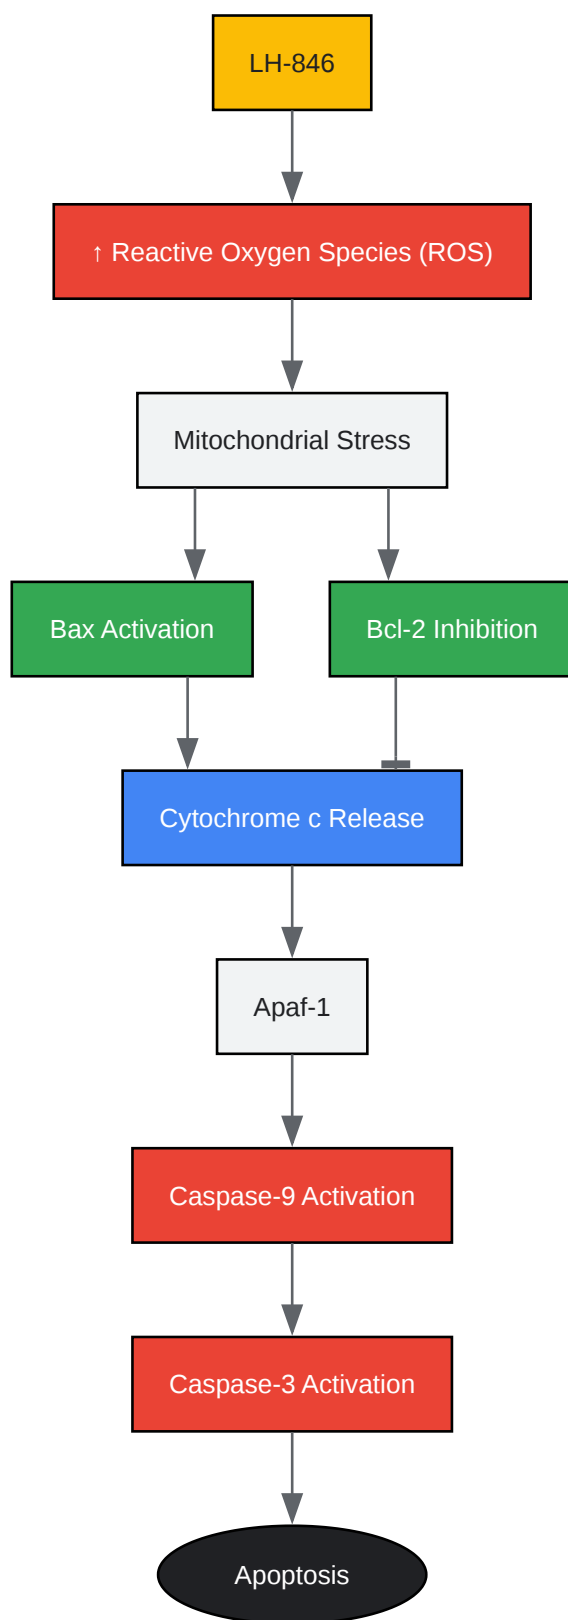 LH-846
↑ Reactive Oxygen Species (ROS)
Mitochondrial Stress
Bax Activation
Bcl-2 Inhibition
Cytochrome c Release
Apaf-1
Caspase-9 Activation
Caspase-3 Activation
Apoptosis